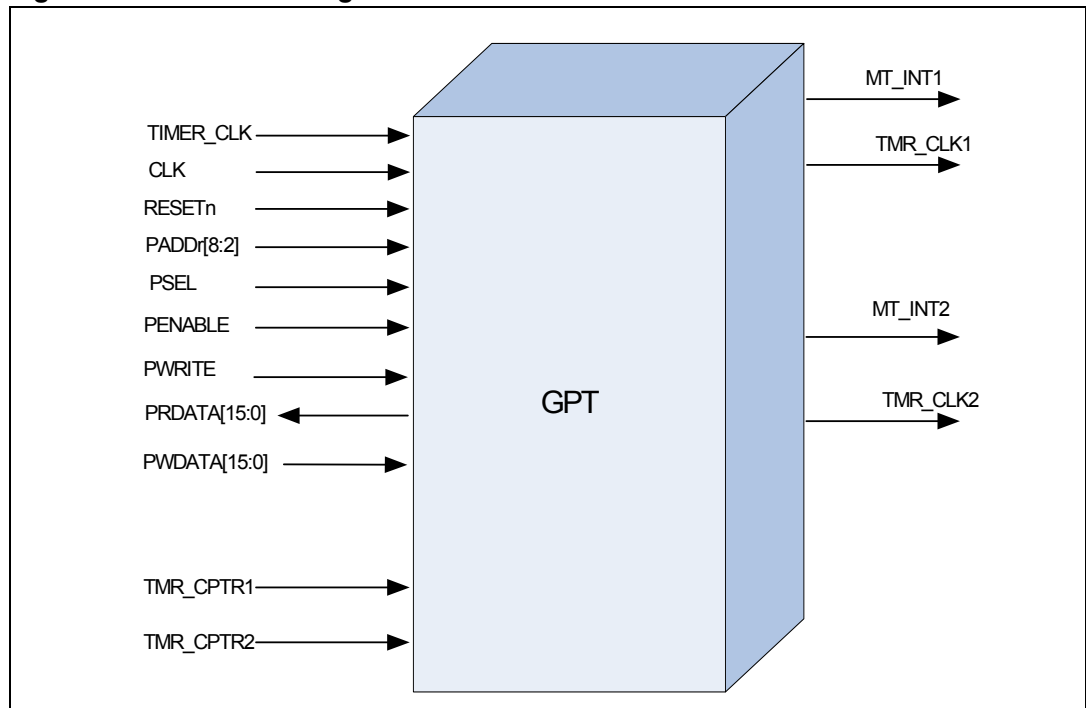 TIMER_CLK
CLK
RESETn
PADDr[8:2]
PSEL
PENABLE
PWRITE
PRDATA[15:0]
PWDATA[15:0]
TMR_CPTR1
TMR_CPTR2
GPT
MT_INT1
TMR_CLK1
MT_INT2
TMR_CLK2